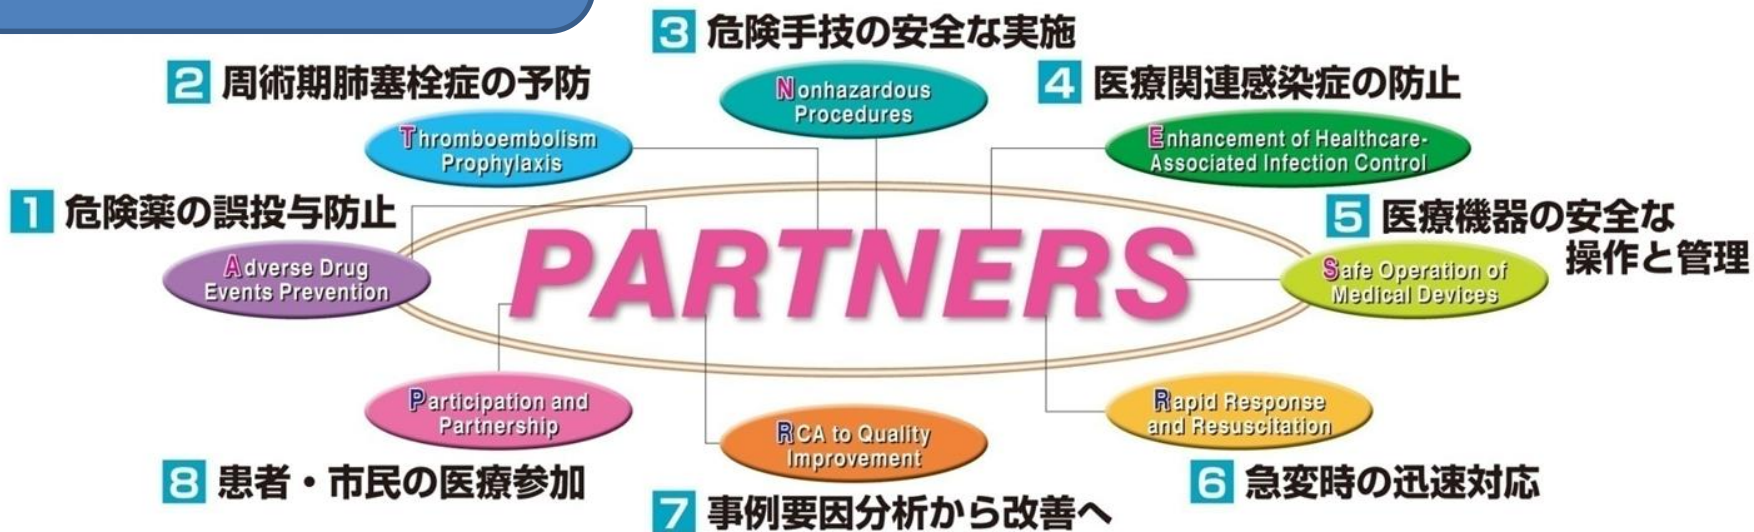 3 危険手技の安全な実施
Nonhazardous
Procedures
2 周術期肺塞栓症の予防
Thromboembolism
Prophylaxis
4 医療関連感染症の防止
Enhancement of Healthcare-
Associated Infection Control
1 危険薬の誤投与防止
Adverse Drug
Events Prevention
PARTNERS
5 医療機器の安全な
操作と管理
Safe Operation of
Medical Devices
Participation and
Partnership
8 患者・市民の医療参加
RCA to Quality
Improvement
7 事例要因分析から改善へ
Rapid Response
and Resuscitation
6 急変時の迅速対応